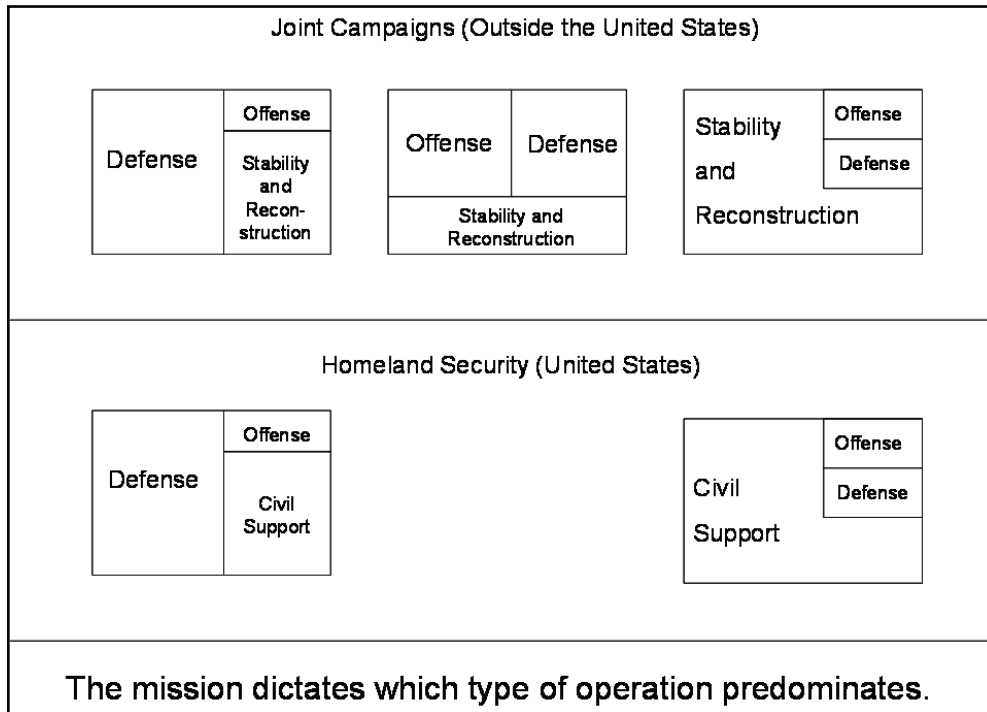 Joint Campaigns (Outside the United States)
Defense
Offense
Stability
and
Recon-
struction
Offense
Defense
Stability and
Reconstruction
Stability
and
Reconstruction
Offense
Defense
Homeland Security (United States)
Defense
Offense
Civil
Support
Civil
Support
Offense
Defense
The mission dictates which type of operation predominates.